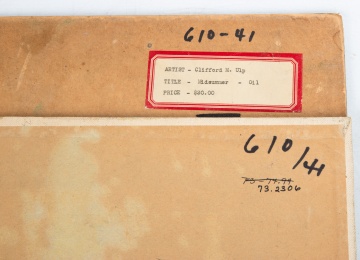 610-41
ARTIST - Clifford M. Ulp
TITLE - Midsummer - Oil
PRICE - $80.00
610/41
73.2306